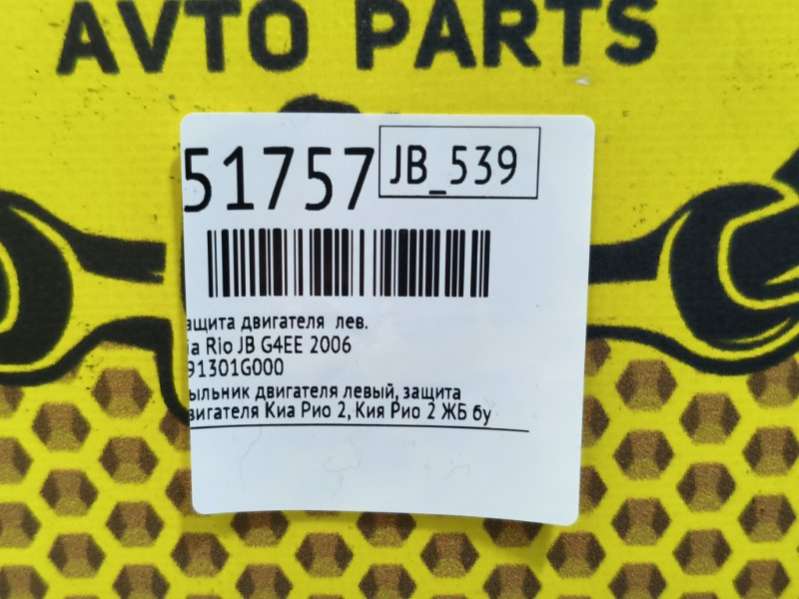 AVTO PARTS
51757 JB_539
ащита двигателя лев.
ia Rio JB G4EE 2006
91301G000
ыльник двигателя левый, защита
вигателя Киа Рио 2, Кия Рио 2 ЖБ бу